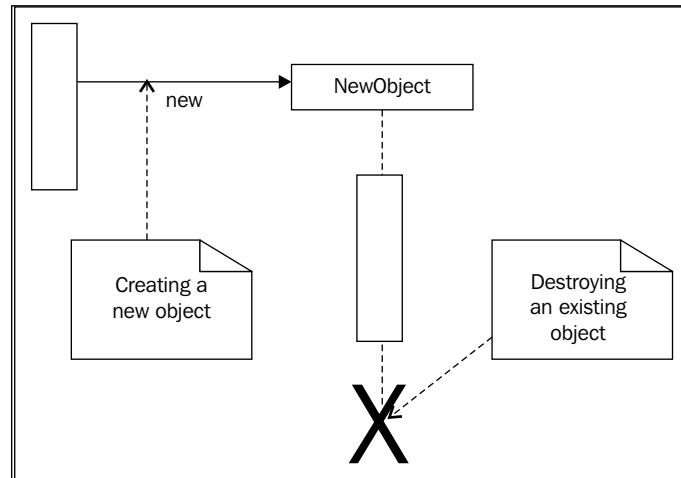 NewObject
new
Creating a
new object
Destroying
an existing
object
X